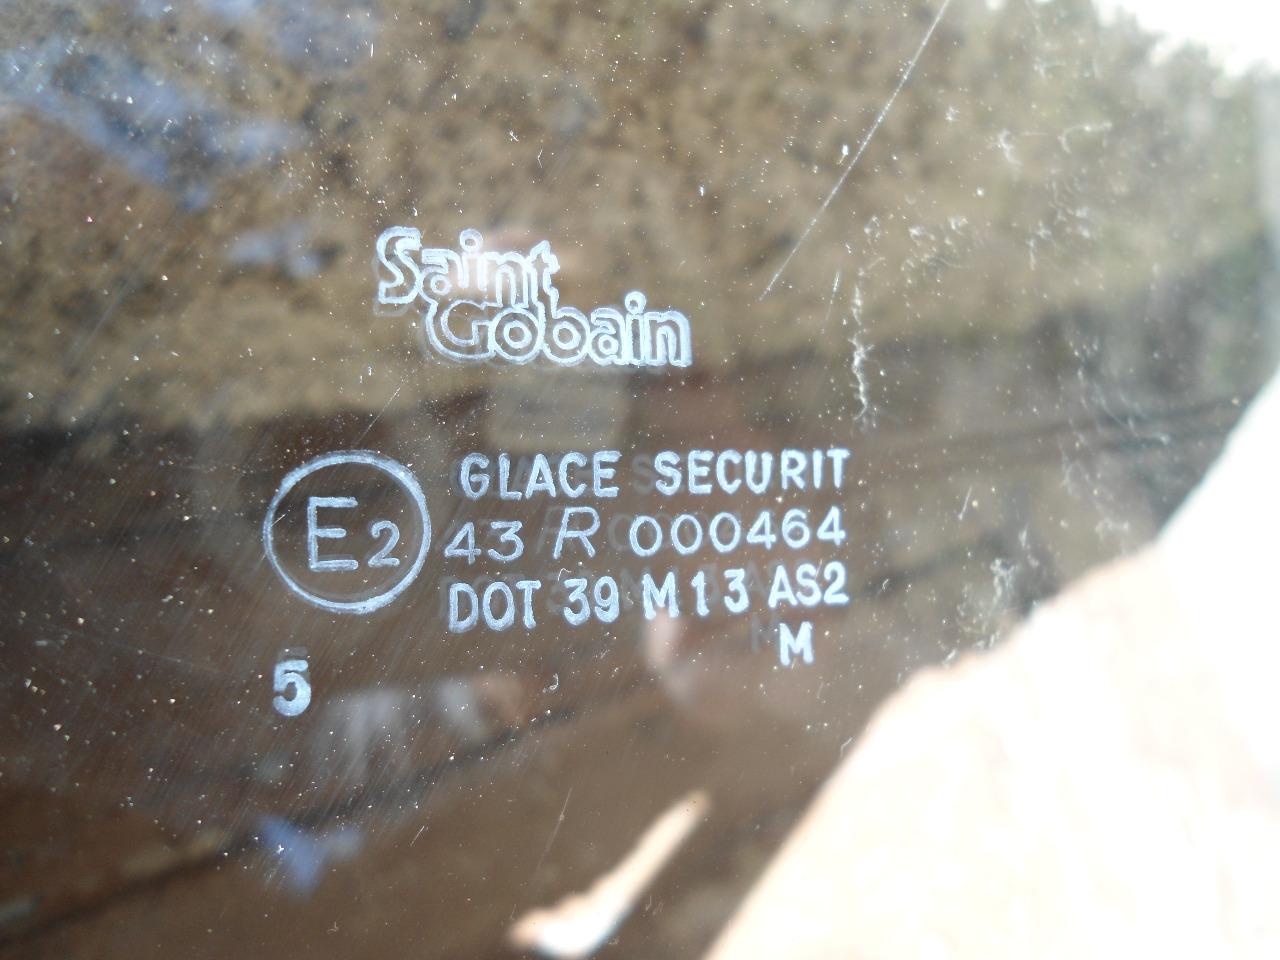 Saint
Gobain
GLACE SECURIT
E2 43 R 000464
DOT 39 M13 AS2
M
5